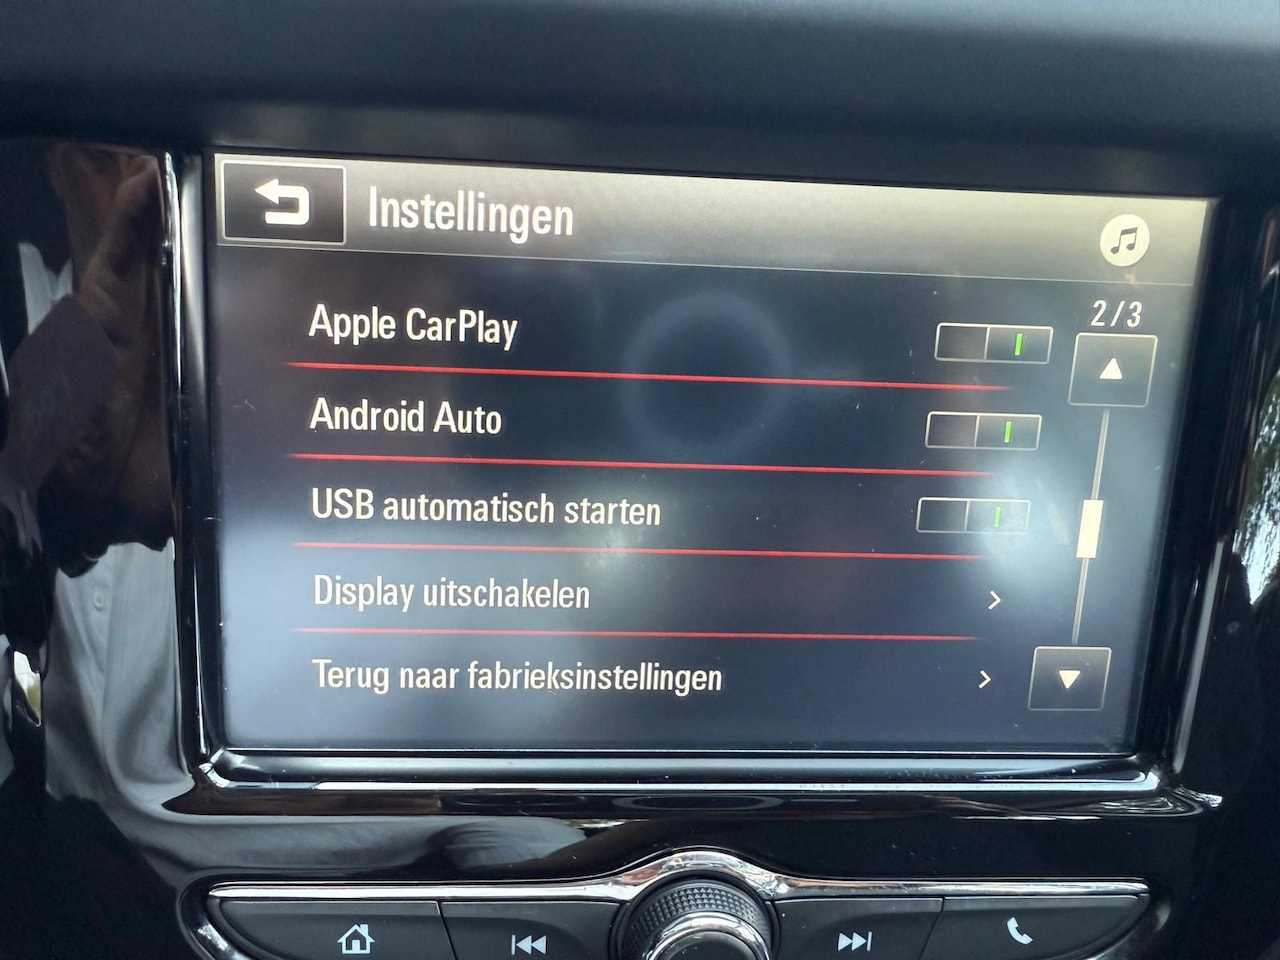 Instellingen
2/3
Apple CarPlay
Android Auto
USB automatisch starten
Display uitschakelen
Terug naar fabrieksinstellingen